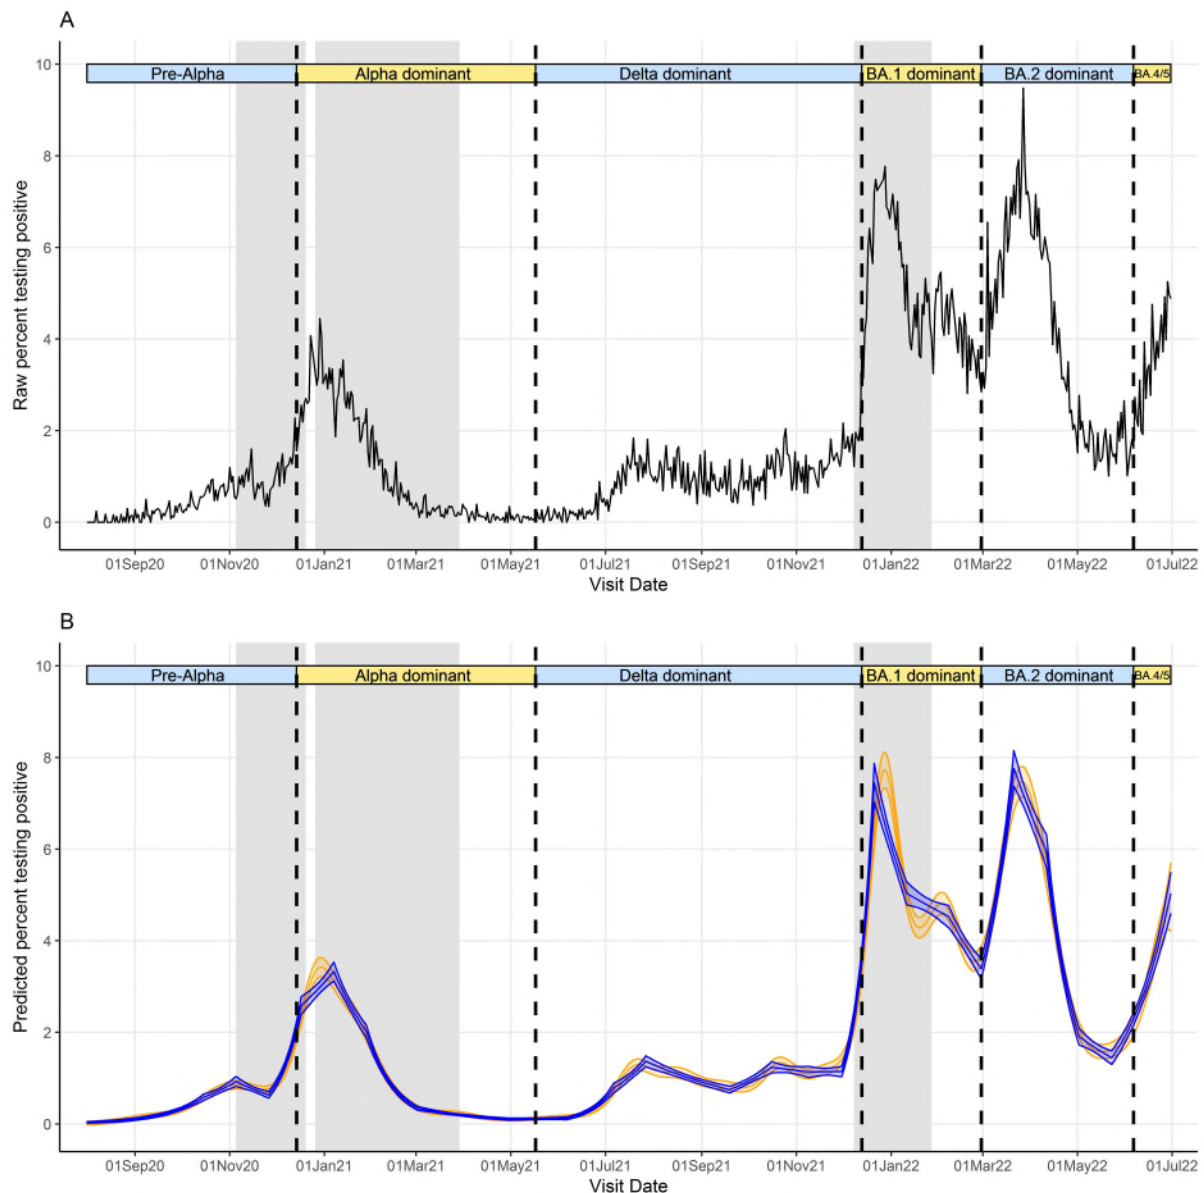 A
Pre-Alpha Alpha dominant Delta dominant BA.1 dominant BA.2 dominant BA.4/5
10
8
6
4
2
0
Raw percent testing positive
01Sep20 01Nov20 01Jan21 01Mar21 01May21 01Jul21 01Sep21 01Nov21 01Jan22 01Mar22 01May22 01Jul22
Visit Date
B
Pre-Alpha Alpha dominant Delta dominant BA.1 dominant BA.2 dominant BA.4/5
10
8
6
4
2
0
Predicted percent testing positive
01Sep20 01Nov20 01Jan21 01Mar21 01May21 01Jul21 01Sep21 01Nov21 01Jan22 01Mar22 01May22 01Jul22
Visit Date